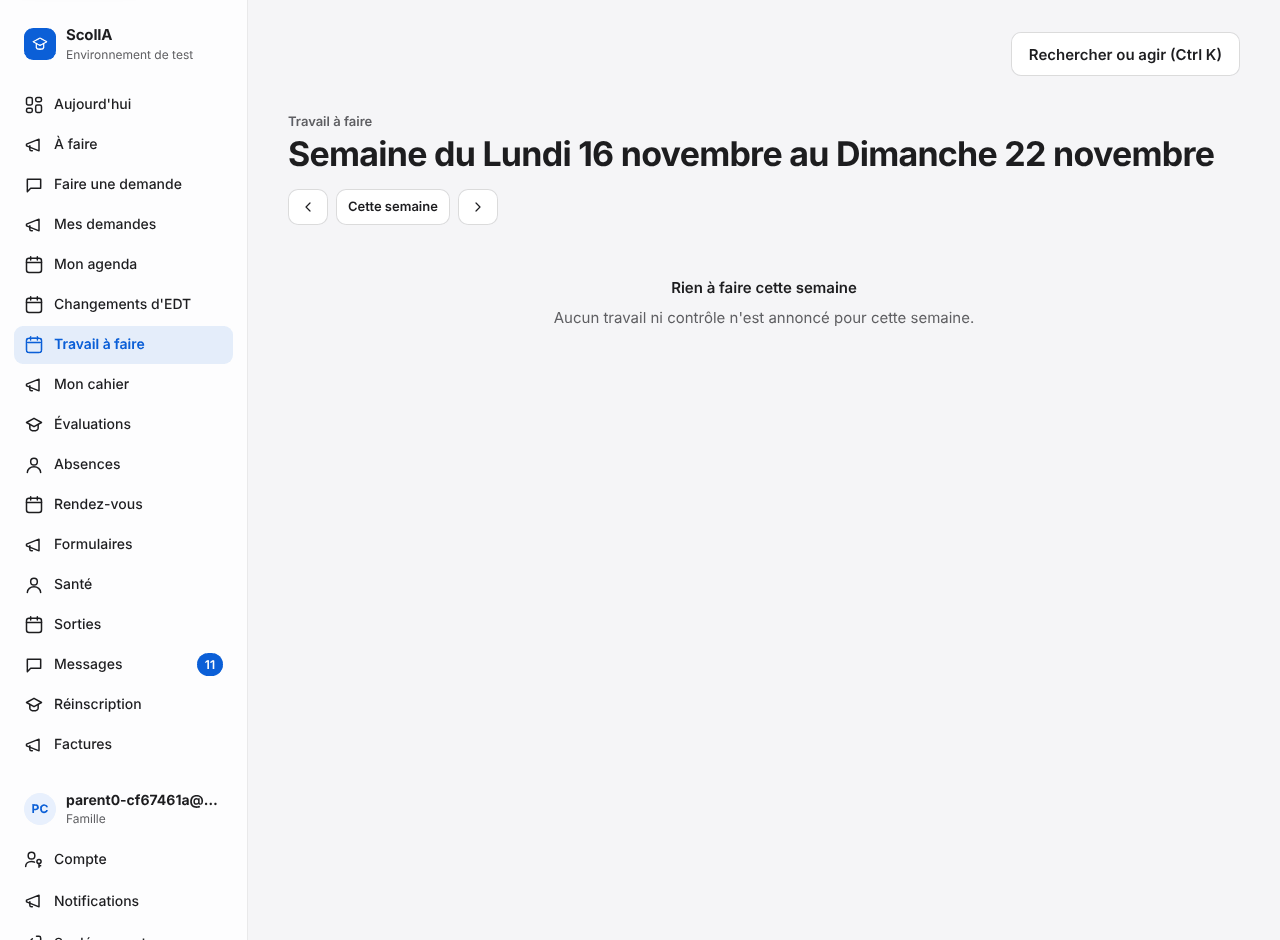 ScolIA
Environnement de test
Aujourd'hui
À faire
Faire une demande
Mes demandes
Mon agenda
Changements d'EDT
Travail à faire
Mon cahier
Évaluations
Absences
Rendez-vous
Formulaires
Santé
Sorties
Messages 11
Réinscription
Factures
PC parent0-cf67461a@...
Famille
Compte
Notifications
Rechercher ou agir (Ctrl K)
Travail à faire
Semaine du Lundi 16 novembre au Dimanche 22 novembre
Cette semaine
Rien à faire cette semaine
Aucun travail ni contrôle n'est annoncé pour cette semaine.